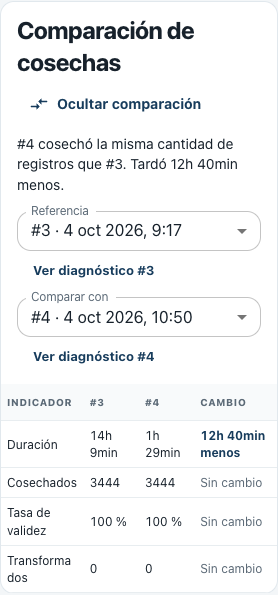 Comparación de
cosechas
Ocultar comparación
#4 cosechó la misma cantidad de
registros que #3. Tardó 12h 40min
menos.
Referencia
#3 · 4 oct 2026, 9:17
Ver diagnóstico #3
Comparar con
#4 · 4 oct 2026, 10:50
Ver diagnóstico #4
INDICADOR #3 #4 CAMBIO
Duración 14h 9min 1h 29min 12h 40min menos
Cosechados 3444 3444 Sin cambio
Tasa de validez 100 % 100 % Sin cambio
Transforma dos 0 0 Sin cambio